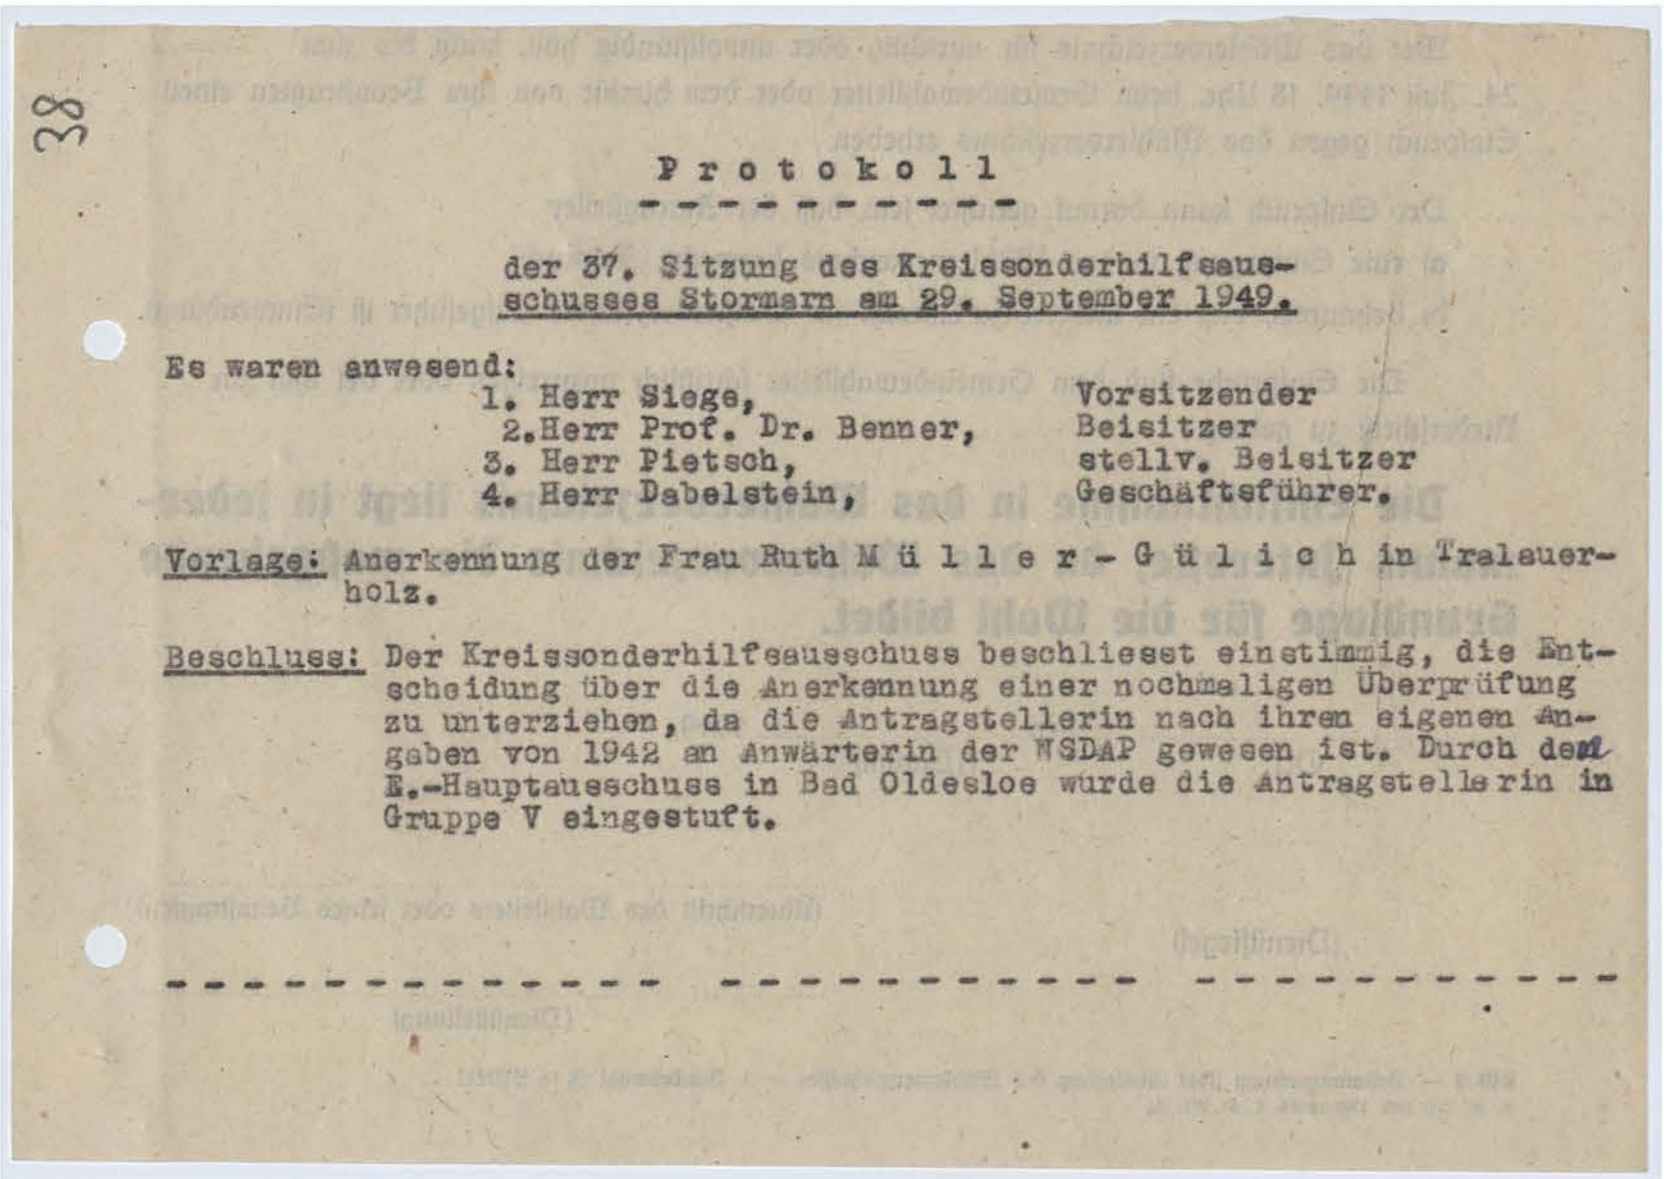 38
P r o t o k o l l
- - - - - - - - - -
der 37. Sitzung des Kreissonderhilfsaus-
schusses Stormarn am 29. September 1949.
Es waren anwesend:
1. Herr Siege, Vorsitzender
2.Herr Prof. Dr. Benner, Beisitzer
3. Herr Pietsch, stellv. Beisitzer
4. Herr Dabelstein, Geschäftsführer.
Vorlage: Anerkennung der Frau Ruth M ü l l e r - G ü l i c h in Tralauer-
holz.
Beschluss: Der Kreissonderhilfsausschuss beschliesst einstimmig, die Ent-
scheidung über die Anerkennung einer nochmaligen Überprüfung
zu unterziehen, da die Antragstellerin nach ihren eigenen An-
gaben von 1942 an Anwärterin der NSDAP gewesen ist. Durch den
E.-Hauptausschuss in Bad Oldesloe wurde die Antragstellerin in
Gruppe V eingestuft.
- - - - - - - - - - - - - - - - - - - - - - - - - - - - - - - - - - -